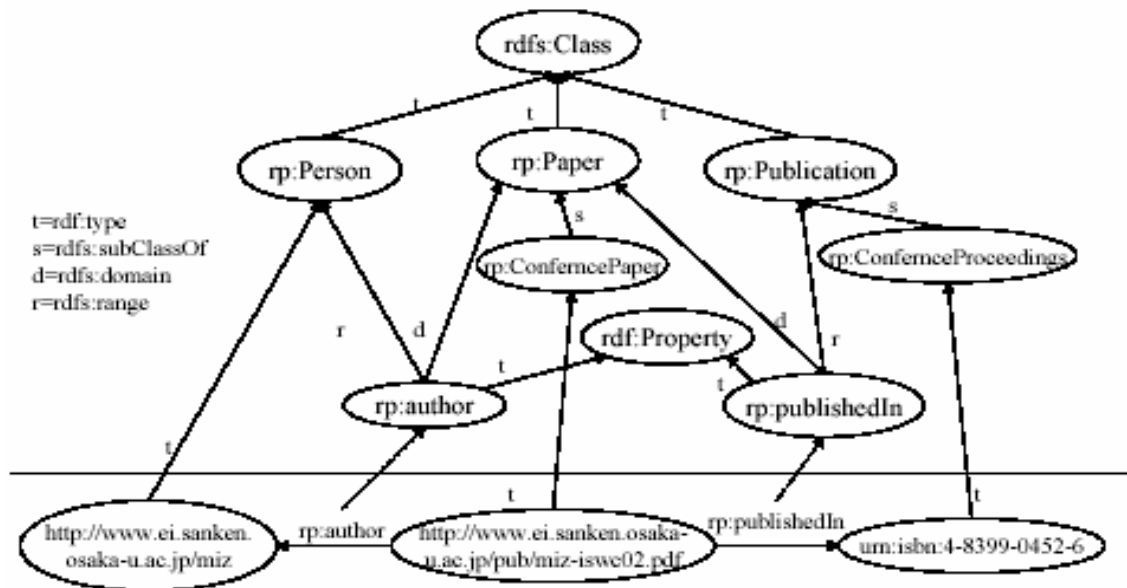 rdfs:Class
t
t
t
rp:Person
rp:Paper
rp:Publication
t=rdf:type
s=rdfs:subClassOf
d=rdfs:domain
r=rdfs:range
s
s
rp:ConferncePaper
rp:ConfernceProceedings
r
d
rdf:Property
d
r
t
t
rp:author
rp:publishedIn
t
t
t
http://www.ei.sanken.
osaka-u.ac.jp/miz
rp:author
http://www.ei.sanken.osaka-
u.ac.jp/pub/miz-iswc02.pdf
rp:publishedIn
urn:isbn:4-8399-0452-6